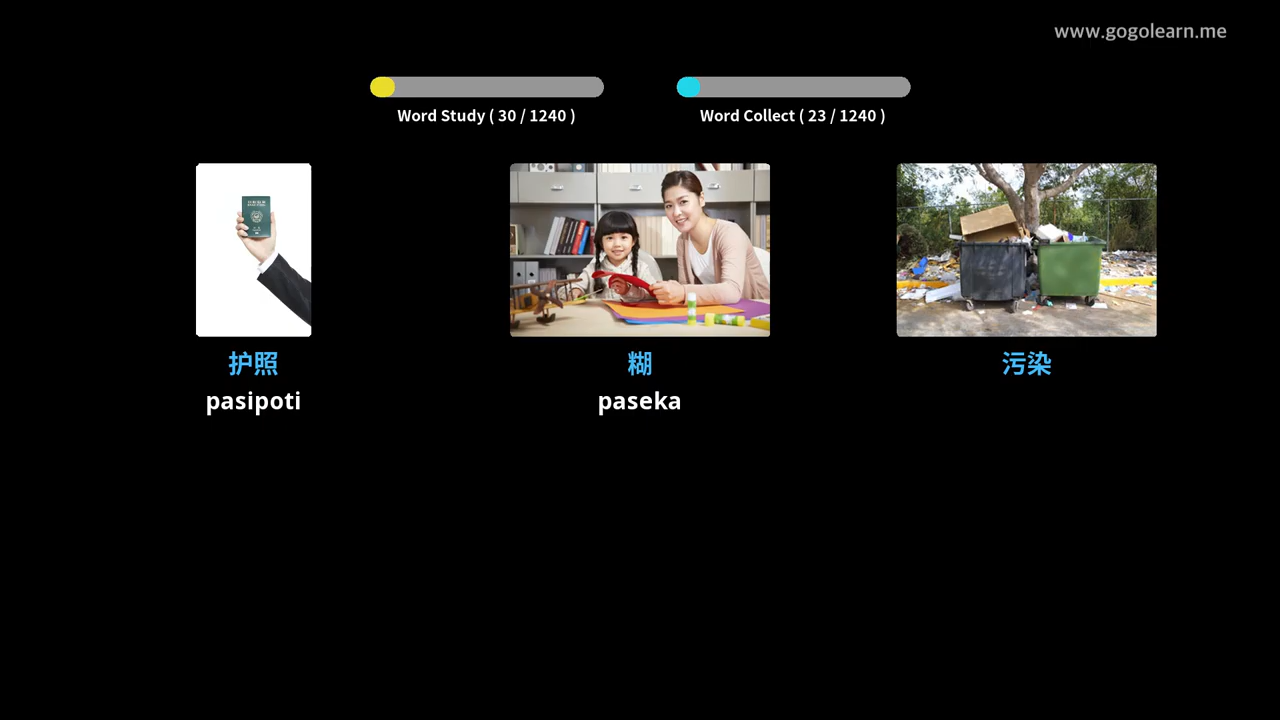 www.gogolearn.me
Word Study ( 30 / 1240 )
Word Collect ( 23 / 1240 )
护照
pasipoti
糊
paseka
污染